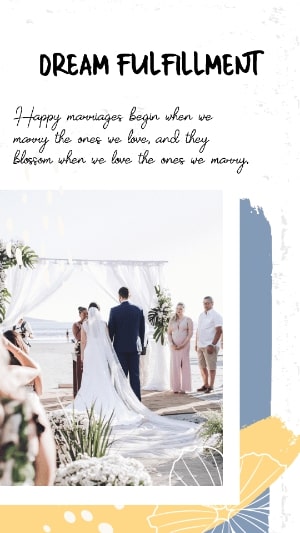 DREAM FULFILLMENT
Happy marriages begin when we
marry the ones we love, and they
blossom when we love the ones we marry.